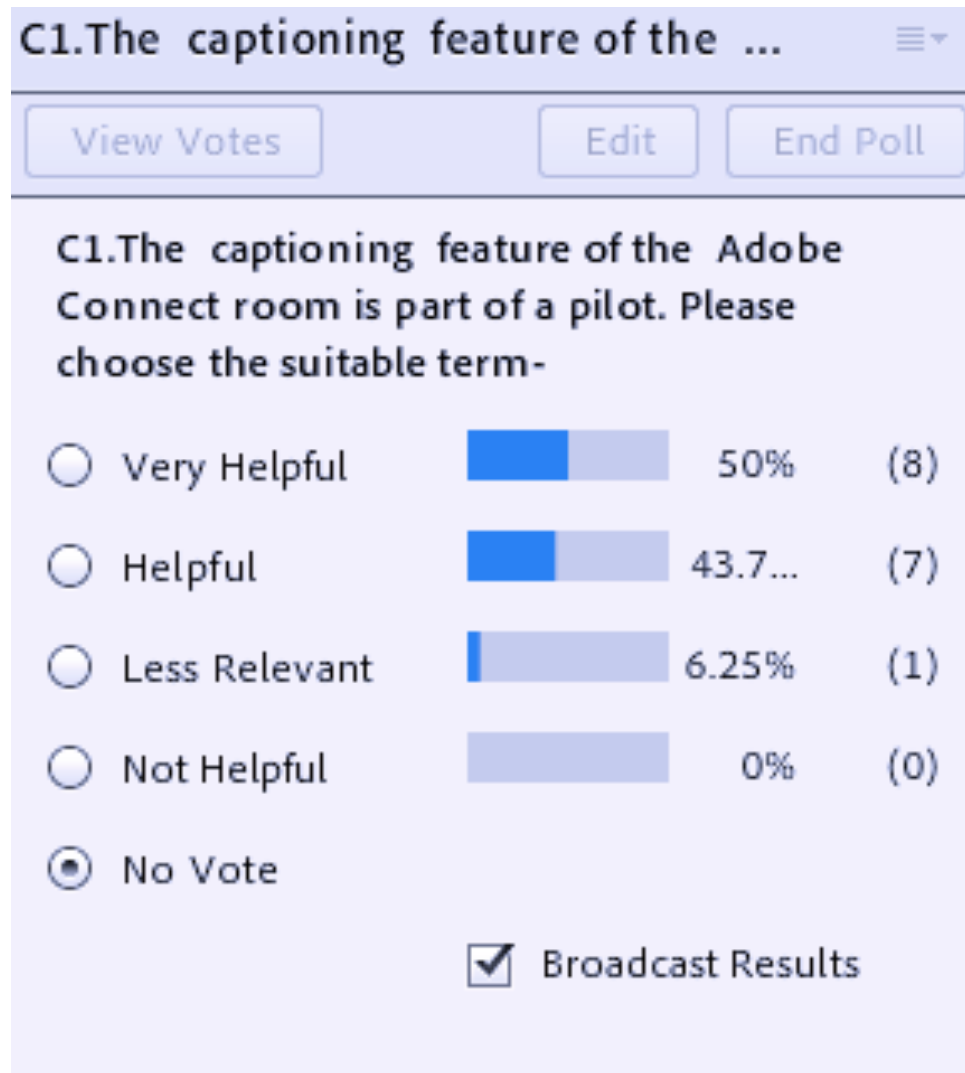 C1.The captioning feature of the ...
View Votes Edit End Poll
C1.The captioning feature of the Adobe
Connect room is part of a pilot. Please
choose the suitable term-
Very Helpful 50% (8)
Helpful 43.7... (7)
Less Relevant 6.25% (1)
Not Helpful 0% (0)
No Vote
Broadcast Results